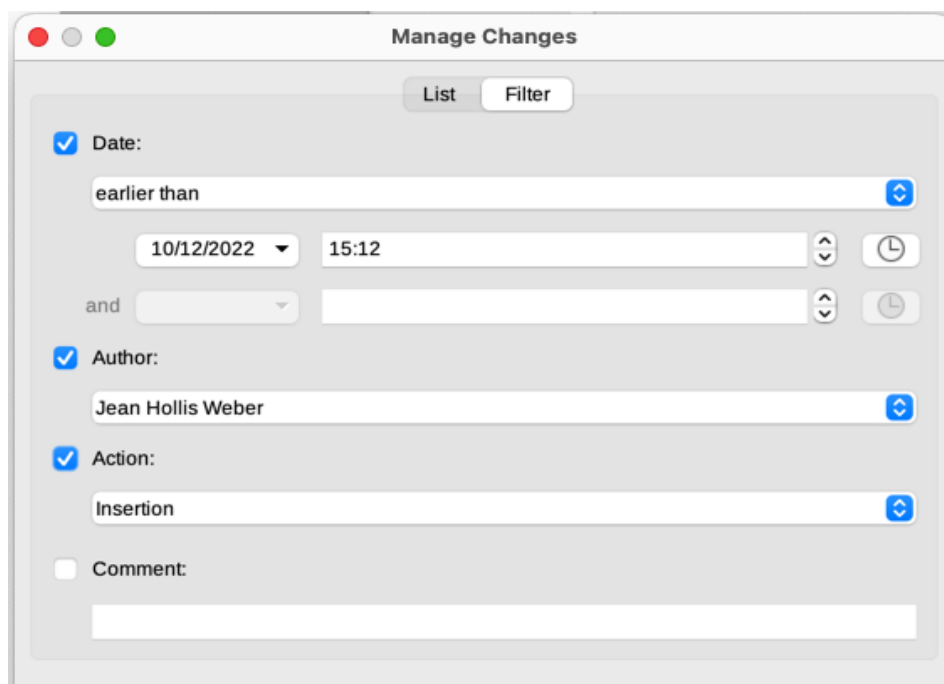 Manage Changes
List Filter
Date:
earlier than
10/12/2022 15:12
and
Author:
Jean Hollis Weber
Action:
Insertion
Comment: